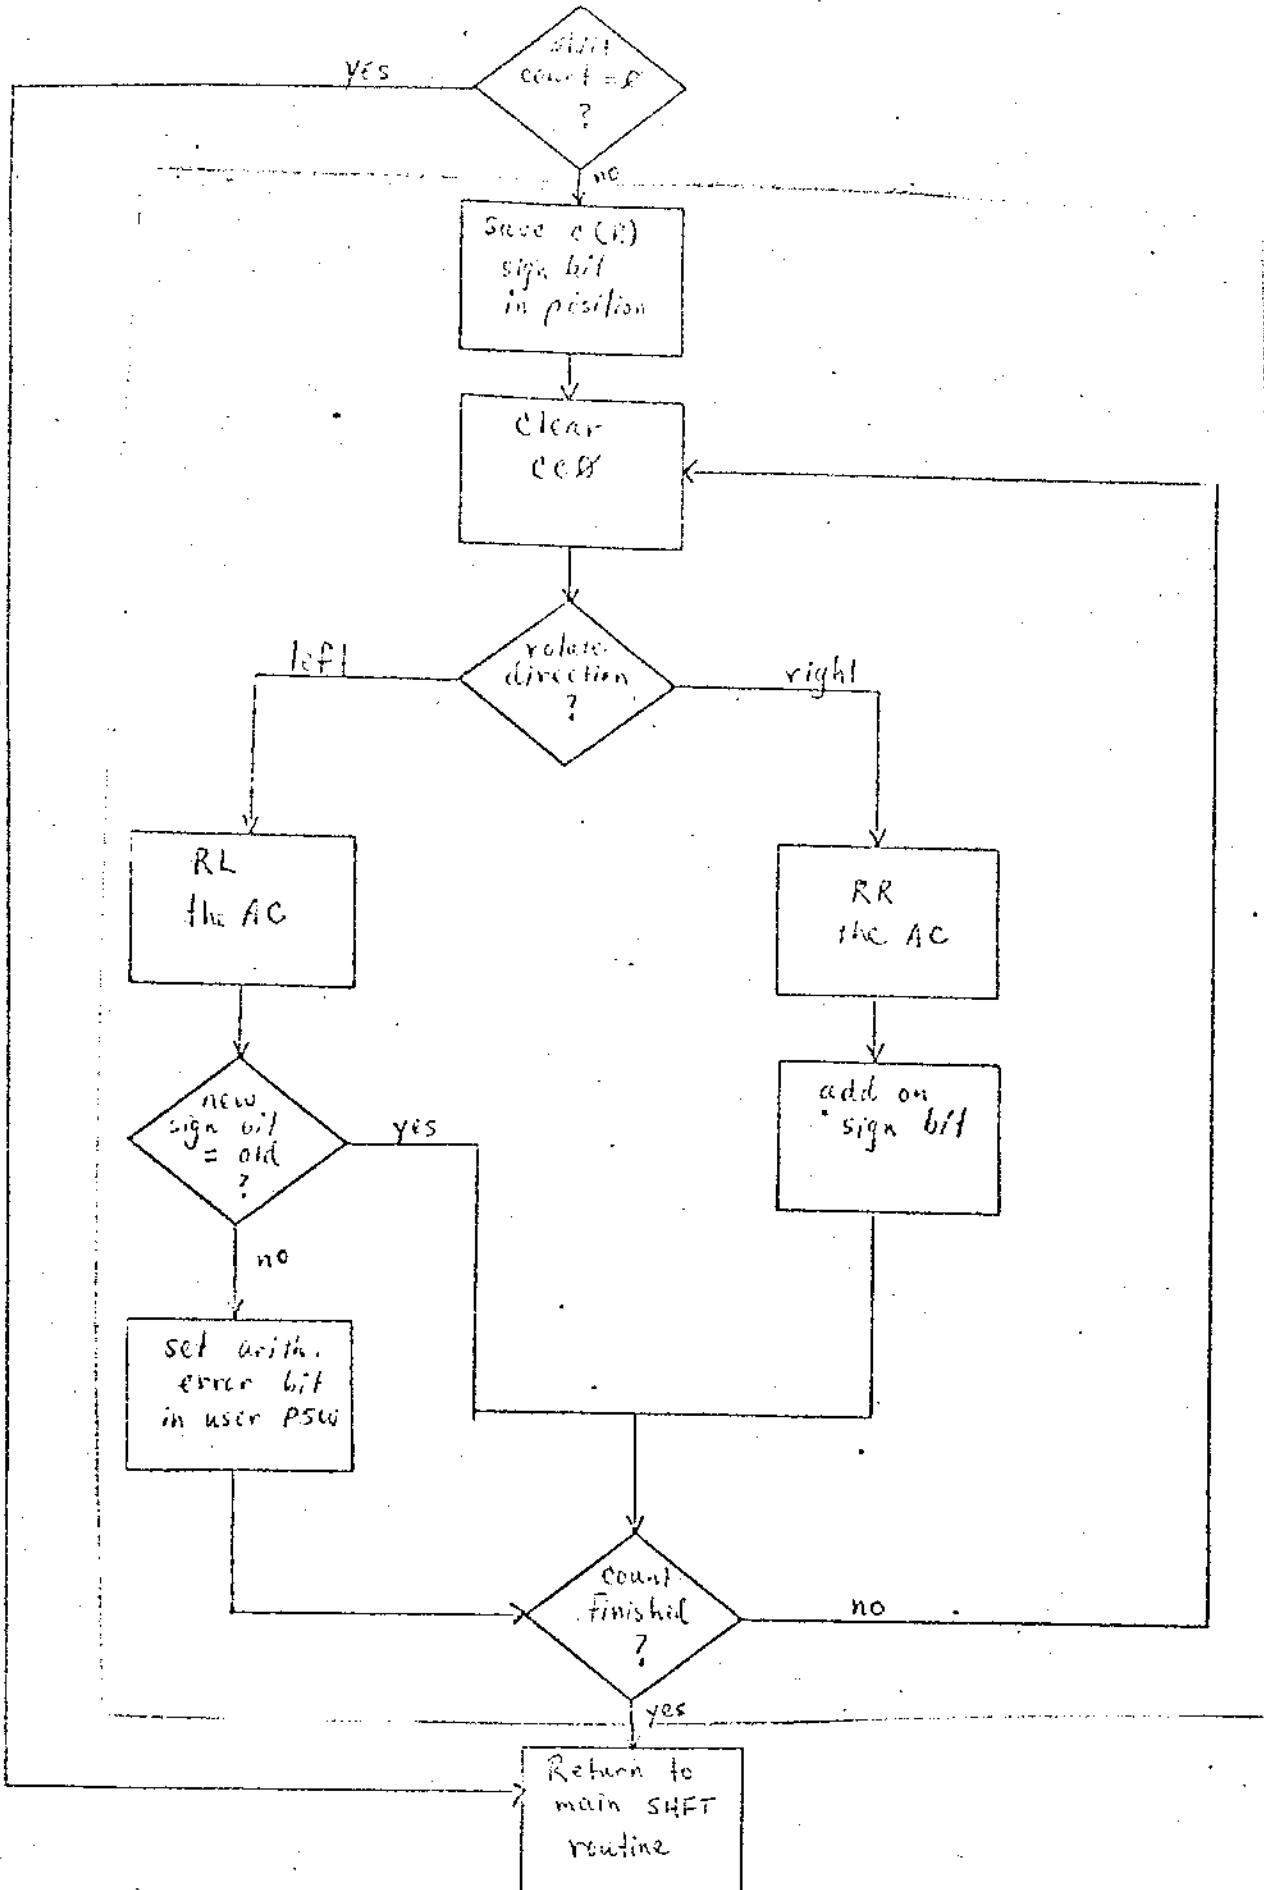 shift
count = Ø
?
yes
no
Save c(R)
sign bit
in position
Clear
CCØ
rotate
direction
?
left
right
RL
the AC
RR
the AC
new
sign bit
= old
?
yes
no
add on
sign bit
set arith.
error bit
in user PSW
count
finished
?
no
yes
Return to
main SHFT
routine